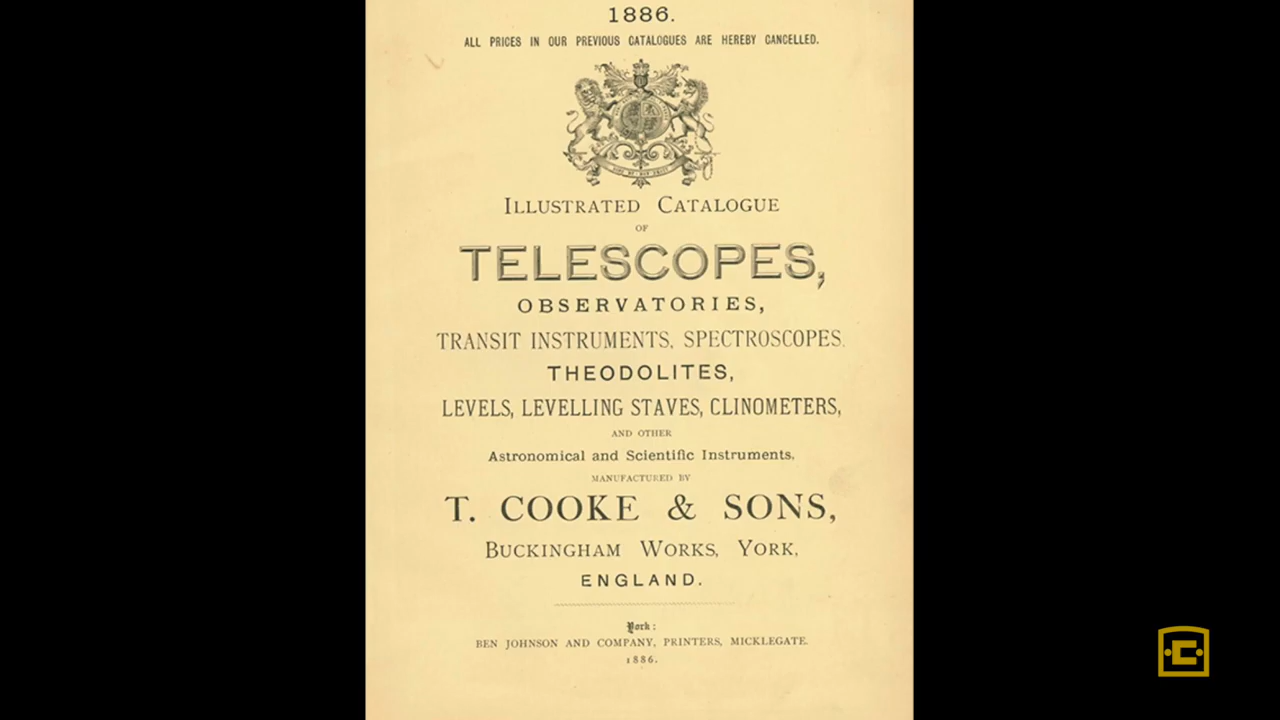 1886.
ALL PRICES IN OUR PREVIOUS CATALOGUES ARE HEREBY CANCELLED.
ILLUSTRATED CATALOGUE
OF
TELESCOPES,
OBSERVATORIES,
TRANSIT INSTRUMENTS, SPECTROSCOPES,
THEODOLITES,
LEVELS, LEVELLING STAVES, CLINOMETERS,
AND OTHER
Astronomical and Scientific Instruments.
MANUFACTURED BY
T. COOKE & SONS,
BUCKINGHAM WORKS, YORK,
ENGLAND.
York:
BEN JOHNSON AND COMPANY, PRINTERS, MICKLEGATE.
1886.